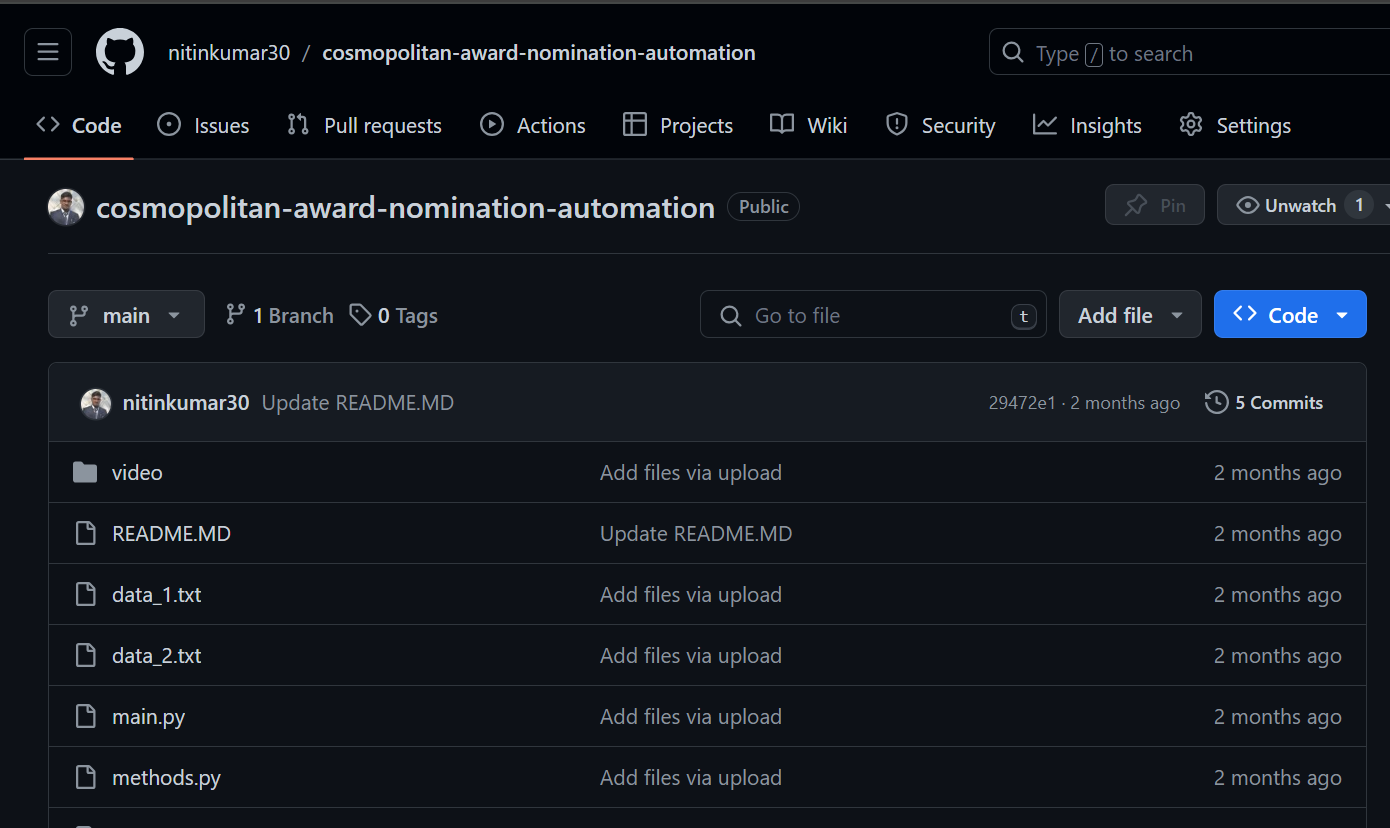 nitinkumar30 / cosmopolitan-award-nomination-automation
Type / to search
Code Issues Pull requests Actions Projects Wiki Security Insights Settings
cosmopolitan-award-nomination-automation Public
Pin Unwatch 1
main 1 Branch 0 Tags Go to file t Add file Code
nitinkumar30 Update README.MD 29472e1 · 2 months ago 5 Commits
video Add files via upload 2 months ago
README.MD Update README.MD 2 months ago
data_1.txt Add files via upload 2 months ago
data_2.txt Add files via upload 2 months ago
main.py Add files via upload 2 months ago
methods.py Add files via upload 2 months ago